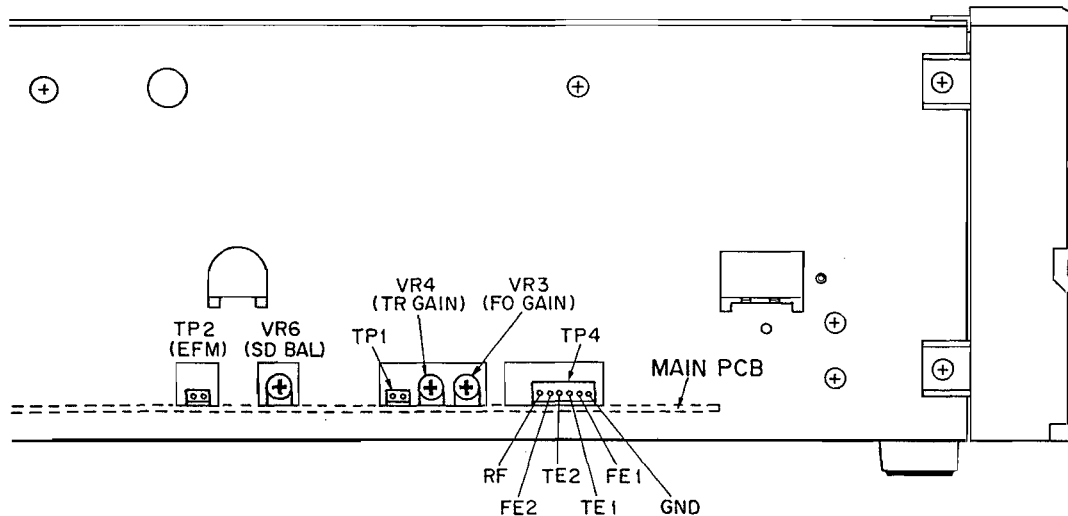 VR4
(TR GAIN)
VR3
(FO GAIN)
TP2
(EFM)
VR6
(SD BAL)
TP1
TP4
MAIN PCB
RF
TE2
FE1
FE2
TE1
GND